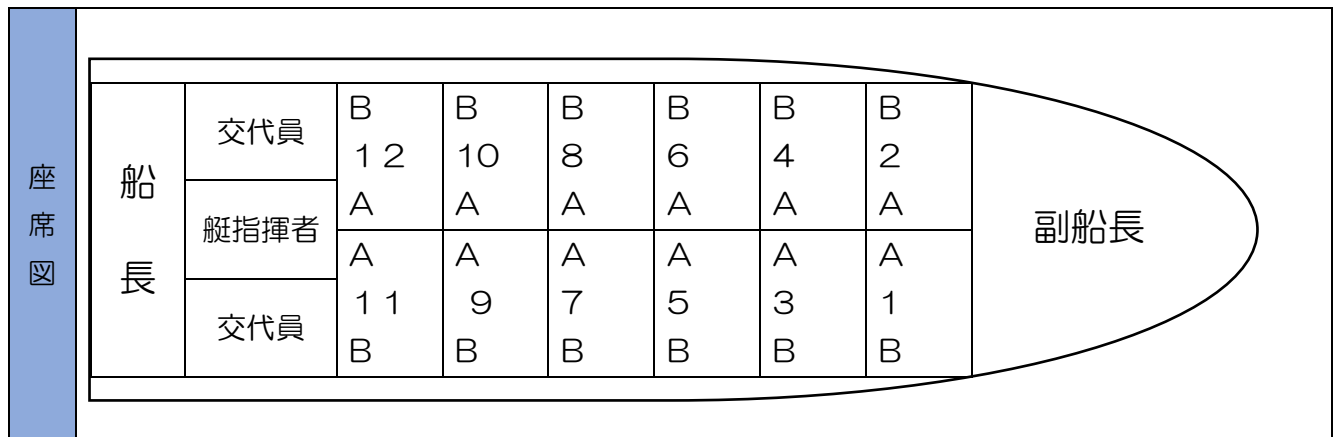 座席図
船長
交代員
艇指揮者
交代員
B B B B B B
１２ 10 ８ ６ ４ ２
A A A A A A
A A A A A A
１１ ９ ７ ５ ３ １
B B B B B B
副船長